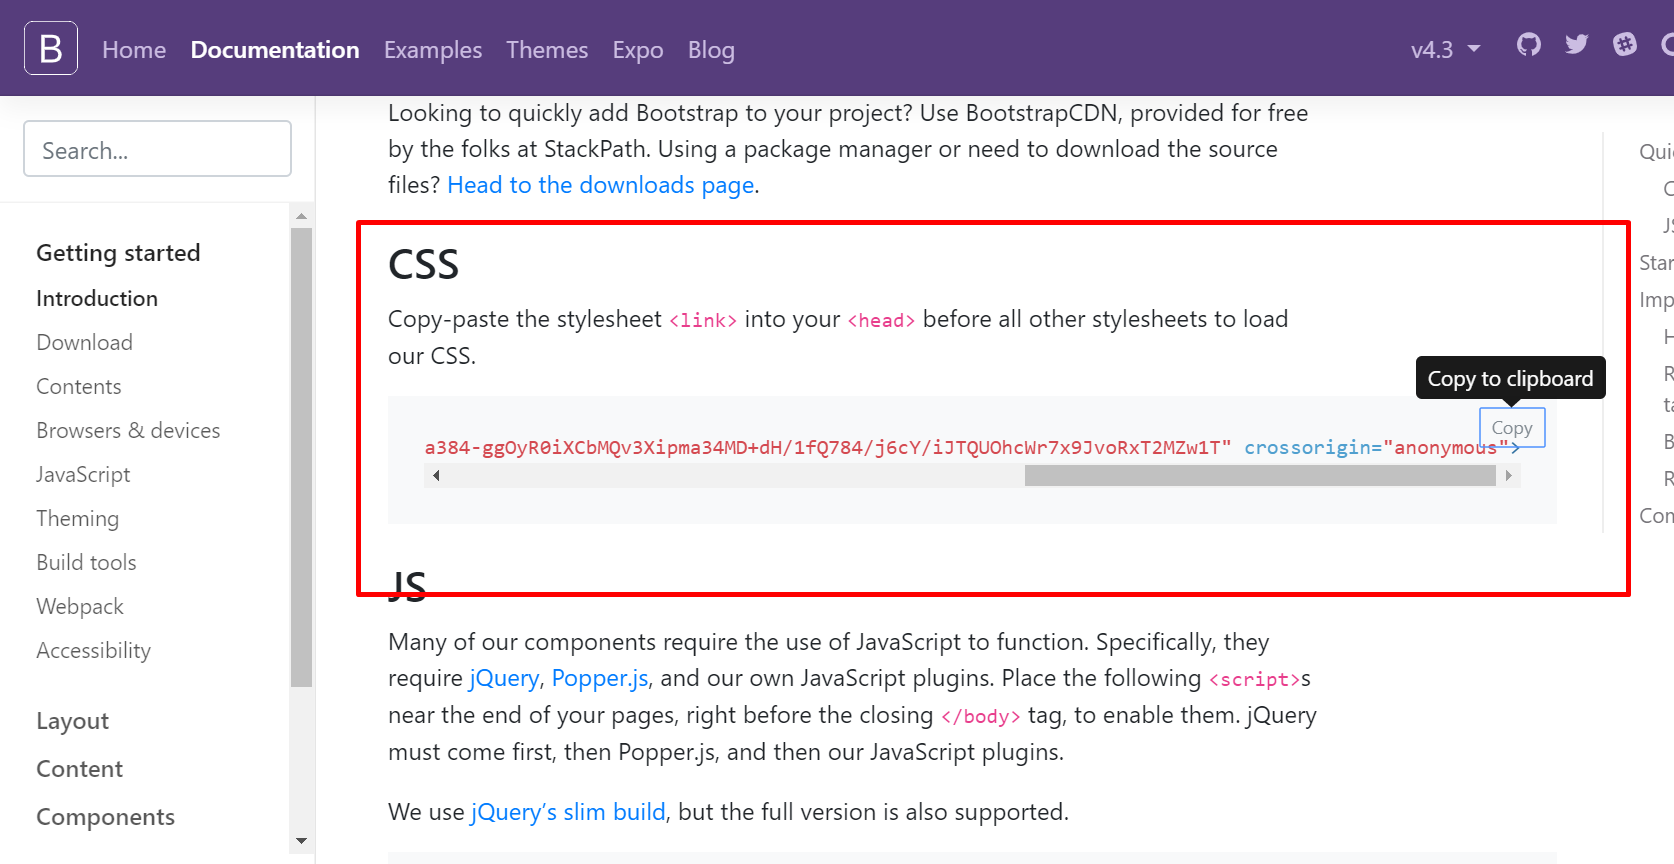 B Home Documentation Examples Themes Expo Blog v4.3
Search...
Getting started
Introduction
Download
Contents
Browsers & devices
JavaScript
Theming
Build tools
Webpack
Accessibility
Layout
Content
Components
Looking to quickly add Bootstrap to your project? Use BootstrapCDN, provided for free
by the folks at StackPath. Using a package manager or need to download the source
files? Head to the downloads page.
CSS
Copy-paste the stylesheet <link> into your <head> before all other stylesheets to load
our CSS.
Copy to clipboard
Copy
a384-ggOyR0iXCbMQv3Xipma34MD+dH/1fQ784/j6cY/iJTQUOhcWr7x9JvoRxT2MZw1T" crossorigin="anonymous">
JS
Many of our components require the use of JavaScript to function. Specifically, they
require jQuery, Popper.js, and our own JavaScript plugins. Place the following <script>s
near the end of your pages, right before the closing </body> tag, to enable them. jQuery
must come first, then Popper.js, and then our JavaScript plugins.
We use jQuery’s slim build, but the full version is also supported.